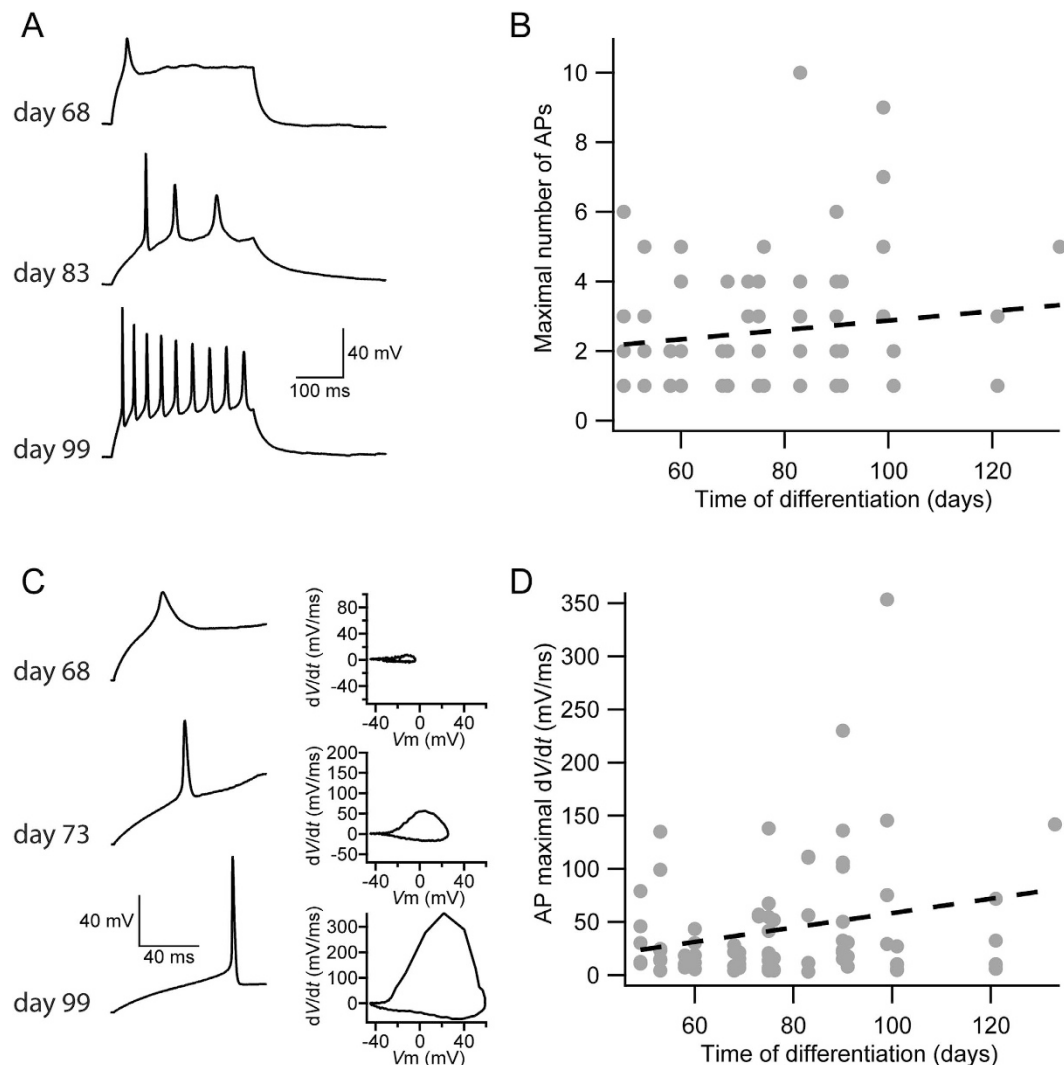 A
day 68
day 83
day 99
40 mV
100 ms
B
Maximal number of APs
10
8
6
4
2
0
60 80 100 120
Time of differentiation (days)
C
day 68
day 73
day 99
40 mV
40 ms
dV/dt (mV/ms)
80
40
0
-40
-40 0 40
Vm (mV)
dV/dt (mV/ms)
200
150
100
50
0
-50
-40 0 40
Vm (mV)
dV/dt (mV/ms)
300
200
100
0
-40 0 40
Vm (mV)
D
AP maximal dV/dt (mV/ms)
350
300
250
200
150
100
50
0
60 80 100 120
Time of differentiation (days)